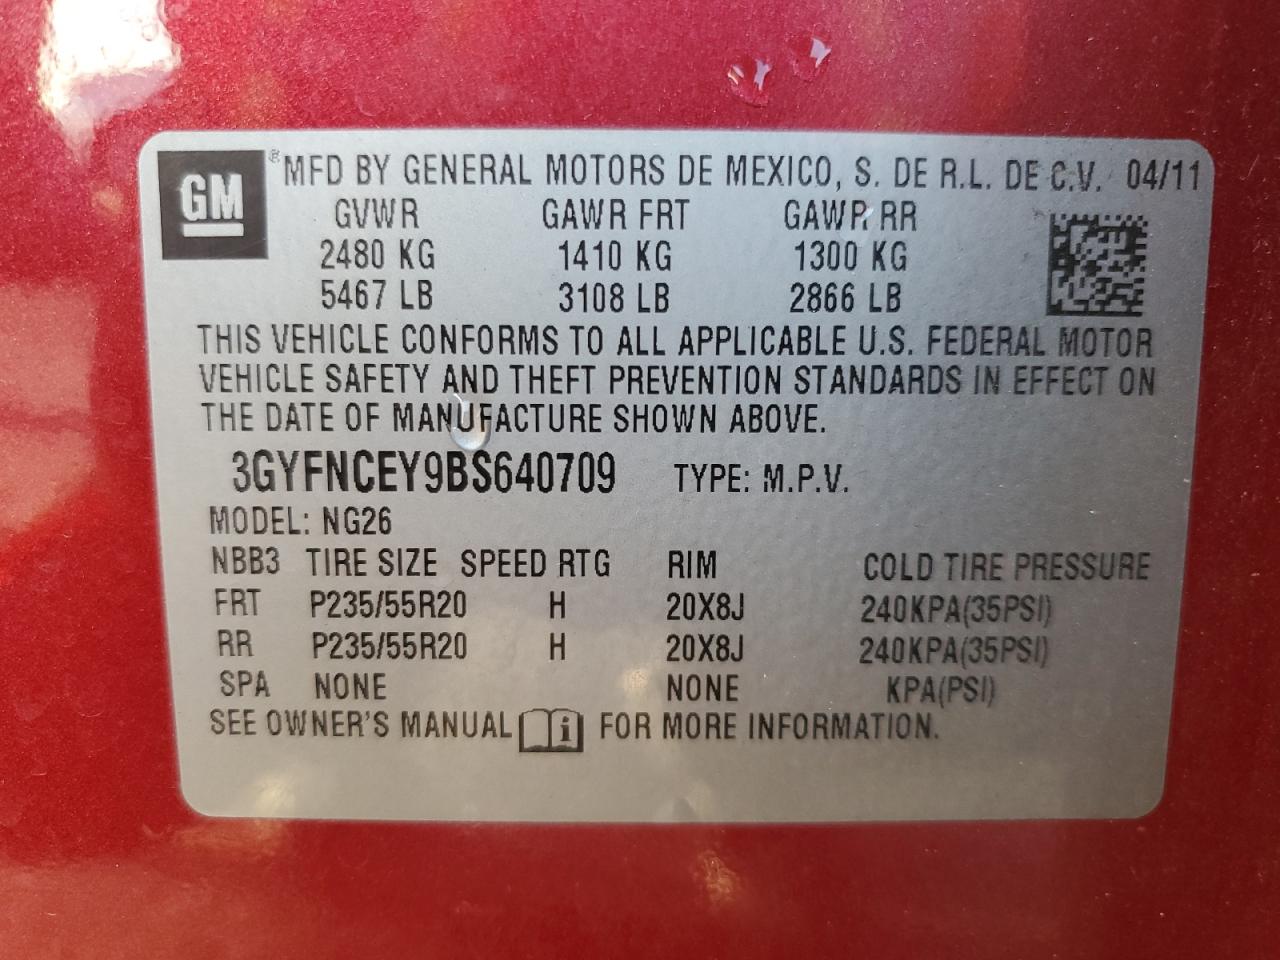 GM ® MFD BY GENERAL MOTORS DE MEXICO, S. DE R.L. DE C.V. 04/11
GVWR GAWR FRT GAWR RR
2480 KG 1410 KG 1300 KG
5467 LB 3108 LB 2866 LB
THIS VEHICLE CONFORMS TO ALL APPLICABLE U.S. FEDERAL MOTOR
VEHICLE SAFETY AND THEFT PREVENTION STANDARDS IN EFFECT ON
THE DATE OF MANUFACTURE SHOWN ABOVE.
3GYFNCEY9BS640709 TYPE: M.P.V.
MODEL: NG26
NBB3 TIRE SIZE SPEED RTG RIM COLD TIRE PRESSURE
FRT P235/55R20 H 20X8J 240KPA(35PSI)
RR P235/55R20 H 20X8J 240KPA(35PSI)
SPA NONE NONE KPA(PSI)
SEE OWNER'S MANUAL i FOR MORE INFORMATION.